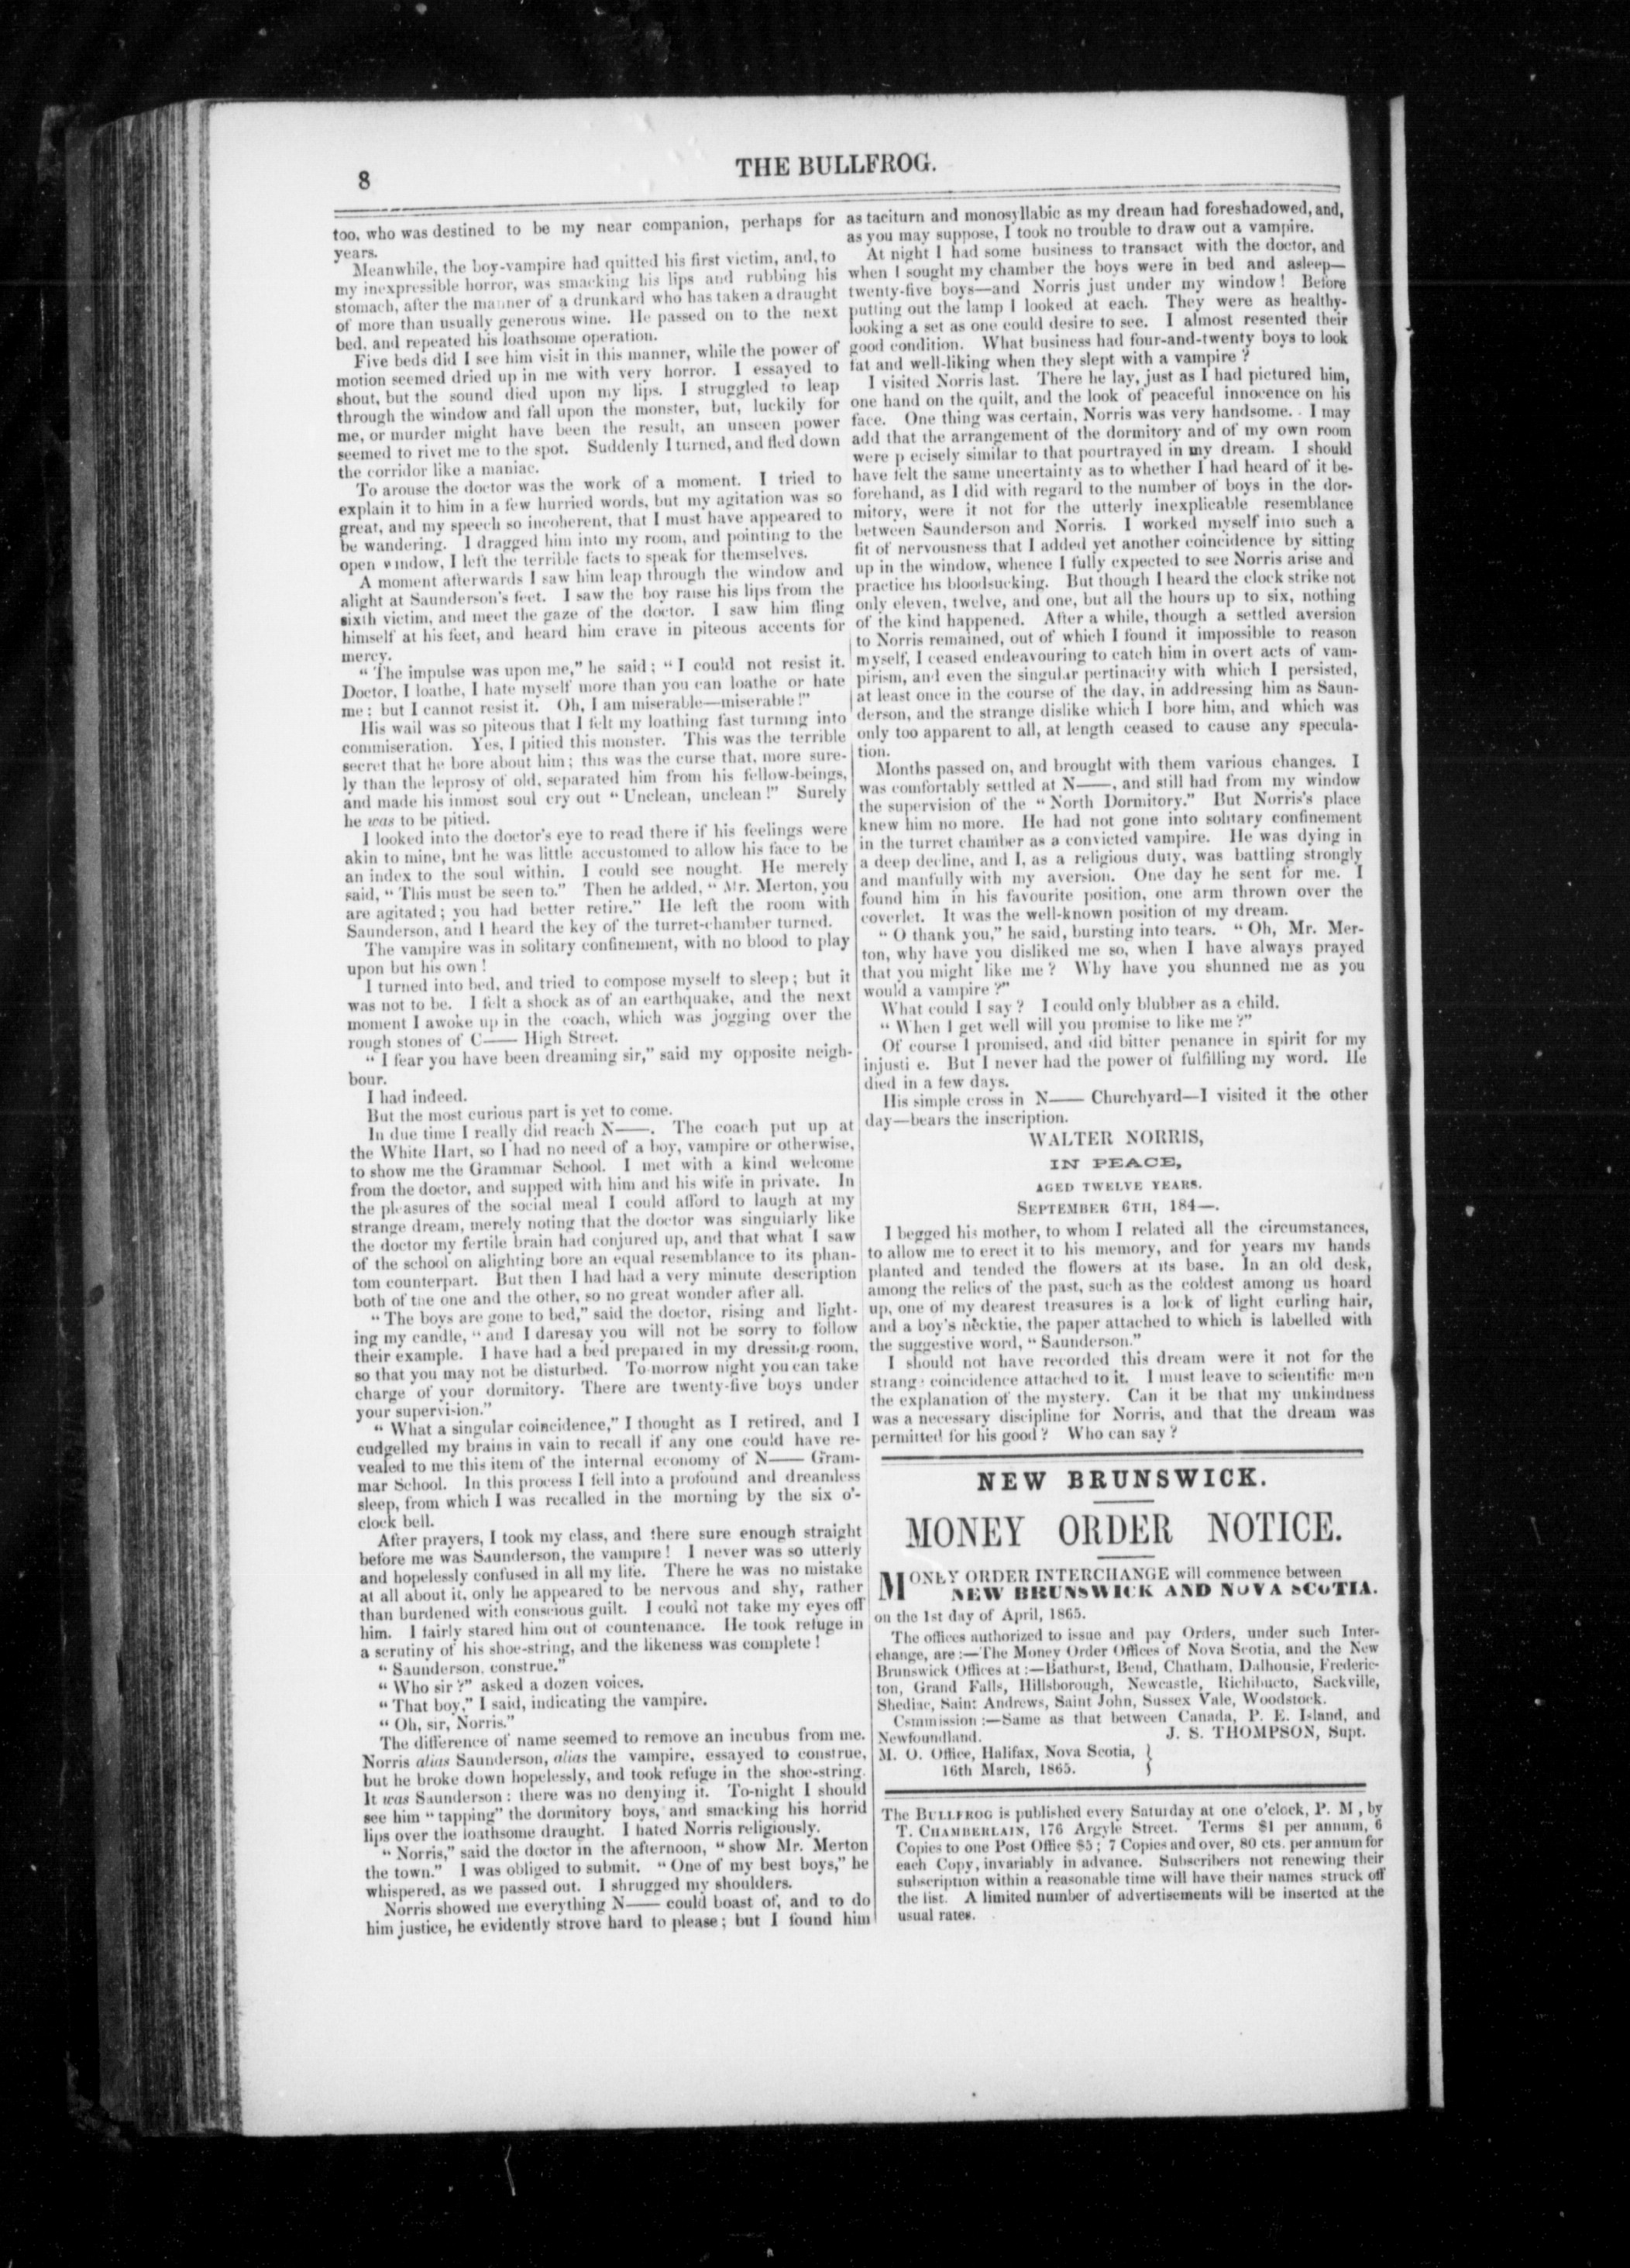 8
THE BULLFROG.
too, who was destined to be my near companion, perhaps for
years.
Meanwhile, the boy-vampire had quitted his first victim, and, to
my inexpressible horror, was smacking his lips and rubbing his
stomach, after the manner of a drunkard who has taken a draught
of more than usually generous wine. He passed on to the next
bed, and repeated his loathsome operation.
Five beds did I see him visit in this manner, while the power of
motion seemed dried up in me with very horror. I essayed to
shout, but the sound died upon my lips. I struggled to leap
through the window and fall upon the monster, but, luckily for
me, or murder might have been the result, an unseen power
seemed to rivet me to the spot. Suddenly I turned, and fled down
the corridor like a maniac.
To arouse the doctor was the work of a moment. I tried to
explain it to him in a few hurried words, but my agitation was so
great, and my speech so incoherent, that I must have appeared to
be wandering. I dragged him into my room, and pointing to the
open window, I left the terrible facts to speak for themselves.
A moment afterwards I saw him leap through the window and
alight at Saunderson's feet. I saw the boy raise his lips from the
sixth victim, and meet the gaze of the doctor. I saw him fling
himself at his feet, and heard him crave in piteous accents for
mercy.
"The impulse was upon me," he said; "I could not resist it.
Doctor, I loathe, I hate myself more than you can loathe or hate
me; but I cannot resist it. Oh, I am miserable—miserable!"
His wail was so piteous that I felt my loathing fast turning into
commiseration. Yes, I pitied this monster. This was the terrible
secret that he bore about him; this was the curse that, more sure-
ly than the leprosy of old, separated him from his fellow-beings,
and made his inmost soul cry out "Unclean, unclean!" Surely
he was to be pitied.
I looked into the doctor's eye to read there if his feelings were
akin to mine, bnt he was little accustomed to allow his face to be
an index to the soul within. I could see nought. He merely
said, "This must be seen to." Then he added, "Mr. Merton, you
are agitated; you had better retire." He left the room with
Saunderson, and I heard the key of the turret-chamber turned.
The vampire was in solitary confinement, with no blood to play
upon but his own!
I turned into bed, and tried to compose myself to sleep; but it
was not to be. I felt a shock as of an earthquake, and the next
moment I awoke up in the coach, which was jogging over the
rough stones of C—— High Street.
"I fear you have been dreaming sir," said my opposite neigh-
bour.
I had indeed.
But the most curious part is yet to come.
In due time I really did reach N——. The coach put up at
the White Hart, so I had no need of a boy, vampire or otherwise,
to show me the Grammar School. I met with a kind welcome
from the doctor, and supped with him and his wife in private. In
the pleasures of the social meal I could afford to laugh at my
strange dream, merely noting that the doctor was singularly like
the doctor my fertile brain had conjured up, and that what I saw
of the school on alighting bore an equal resemblance to its phan-
tom counterpart. But then I had had a very minute description
both of the one and the other, so no great wonder after all.
"The boys are gone to bed," said the doctor, rising and light-
ing my candle, "and I daresay you will not be sorry to follow
their example. I have had a bed prepared in my dressing room,
so that you may not be disturbed. To-morrow night you can take
charge of your dormitory. There are twenty-five boys under
your supervision."
"What a singular coincidence," I thought as I retired, and I
cudgelled my brains in vain to recall if any one could have re-
vealed to me this item of the internal economy of N—— Gram-
mar School. In this process I fell into a profound and dreamless
sleep, from which I was recalled in the morning by the six o'-
clock bell.
After prayers, I took my class, and there sure enough straight
before me was Saunderson, the vampire! I never was so utterly
and hopelessly confused in all my life. There he was no mistake
at all about it, only he appeared to be nervous and shy, rather
than burdened with conscious guilt. I could not take my eyes off
him. I fairly stared him out of countenance. He took refuge in
a scrutiny of his shoe-string, and the likeness was complete!
"Saunderson, construe."
"Who sir?" asked a dozen voices.
"That boy," I said, indicating the vampire.
"Oh, sir, Norris."
The difference of name seemed to remove an incubus from me.
Norris alias Saunderson, alias the vampire, essayed to construe,
but he broke down hopelessly, and took refuge in the shoe-string.
It was Saunderson: there was no denying it. To-night I should
see him "tapping" the dormitory boys, and smacking his horrid
lips over the loathsome draught. I hated Norris religiously.
"Norris," said the doctor in the afternoon, "show Mr. Merton
the town." I was obliged to submit. "One of my best boys," he
whispered, as we passed out. I shrugged my shoulders.
Norris showed me everything N—— could boast of, and to do
him justice, he evidently strove hard to please; but I found him
as taciturn and monosyllabic as my dream had foreshadowed, and,
as you may suppose, I took no trouble to draw out a vampire.
At night I had some business to transact with the doctor, and
when I sought my chamber the boys were in bed and asleep—
twenty-five boys—and Norris just under my window! Before
putting out the lamp I looked at each. They were as healthy-
looking a set as one could desire to see. I almost resented their
good condition. What business had four-and-twenty boys to look
fat and well-liking when they slept with a vampire?
I visited Norris last. There he lay, just as I had pictured him,
one hand on the quilt, and the look of peaceful innocence on his
face. One thing was certain, Norris was very handsome. I may
add that the arrangement of the dormitory and of my own room
were p ecisely similar to that pourtrayed in my dream. I should
have felt the same uncertainty as to whether I had heard of it be-
forehand, as I did with regard to the number of boys in the dor-
mitory, were it not for the utterly inexplicable resemblance
between Saunderson and Norris. I worked myself into such a
fit of nervousness that I added yet another coincidence by sitting
up in the window, whence I fully expected to see Norris arise and
practice his bloodsucking. But though I heard the clock strike not
only eleven, twelve, and one, but all the hours up to six, nothing
of the kind happened. After a while, though a settled aversion
to Norris remained, out of which I found it impossible to reason
myself, I ceased endeavouring to catch him in overt acts of vam-
pirism, and even the singular pertinacity with which I persisted,
at least once in the course of the day, in addressing him as Saun-
derson, and the strange dislike which I bore him, and which was
only too apparent to all, at length ceased to cause any specula-
tion.
Months passed on, and brought with them various changes. I
was comfortably settled at N——, and still had from my window
the supervision of the "North Dormitory." But Norris's place
knew him no more. He had not gone into solitary confinement
in the turret chamber as a convicted vampire. He was dying in
a deep decline, and I, as a religious duty, was battling strongly
and manfully with my aversion. One day he sent for me. I
found him in his favourite position, one arm thrown over the
coverlet. It was the well-known position of my dream.
"O thank you," he said, bursting into tears. "Oh, Mr. Mer-
ton, why have you disliked me so, when I have always prayed
that you might like me? Why have you shunned me as you
would a vampire?"
What could I say? I could only blubber as a child.
"When I get well will you promise to like me?"
Of course I promised, and did bitter penance in spirit for my
injusti e. But I never had the power of fulfilling my word. He
died in a few days.
His simple cross in N—— Churchyard—I visited it the other
day—bears the inscription.
WALTER NORRIS,
IN PEACE,
AGED TWELVE YEARS.
SEPTEMBER 6TH, 184—.
I begged his mother, to whom I related all the circumstances,
to allow me to erect it to his memory, and for years my hands
planted and tended the flowers at its base. In an old desk,
among the relics of the past, such as the coldest among us hoard
up, one of my dearest treasures is a lock of light curling hair,
and a boy's necktie, the paper attached to which is labelled with
the suggestive word, "Saunderson."
I should not have recorded this dream were it not for the
strange coincidence attached to it. I must leave to scientific men
the explanation of the mystery. Can it be that my unkindness
was a necessary discipline for Norris, and that the dream was
permitted for his good? Who can say?
NEW BRUNSWICK.
MONEY ORDER NOTICE.
MONEY ORDER INTERCHANGE will commence between
NEW BRUNSWICK AND NOVA SCOTIA.
on the 1st day of April, 1865.
The offices authorized to issue and pay Orders, under such Inter-
change, are:—The Money Order Offices of Nova Scotia, and the New
Brunswick Offices at:—Bathurst, Bend, Chatham, Dalhousie, Frederic-
ton, Grand Falls, Hillsborough, Newcastle, Richibucto, Sackville,
Shediac, Saint Andrews, Saint John, Sussex Vale, Woodstock.
Csmmission:—Same as that between Canada, P. E. Island, and
Newfoundland. J. S. THOMPSON, Supt.
M. O. Office, Halifax, Nova Scotia, }
16th March, 1865. }
The BULLFROG is published every Saturday at one o'clock, P. M, by
T. CHAMBERLAIN, 176 Argyle Street. Terms $1 per annum, 6
Copies to one Post Office $5; 7 Copies and over, 80 cts. per annum for
each Copy, invariably in advance. Subscribers not renewing their
subscription within a reasonable time will have their names struck off
the list. A limited number of advertisements will be inserted at the
usual rates.